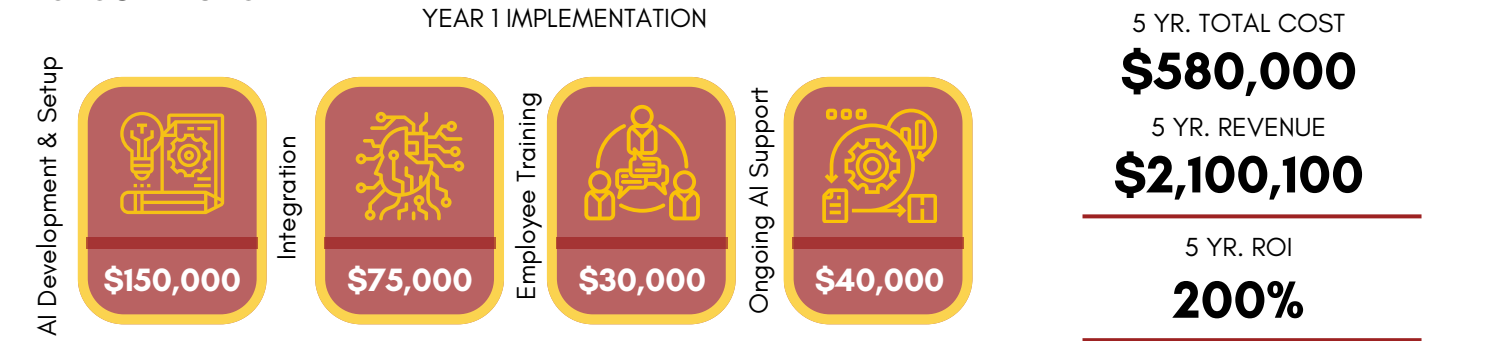 YEAR 1 IMPLEMENTATION
AI Development & Setup
$150,000
Integration
$75,000
Employee Training
$30,000
Ongoing AI Support
$40,000
5 YR. TOTAL COST
$580,000
5 YR. REVENUE
$2,100,100
5 YR. ROI
200%